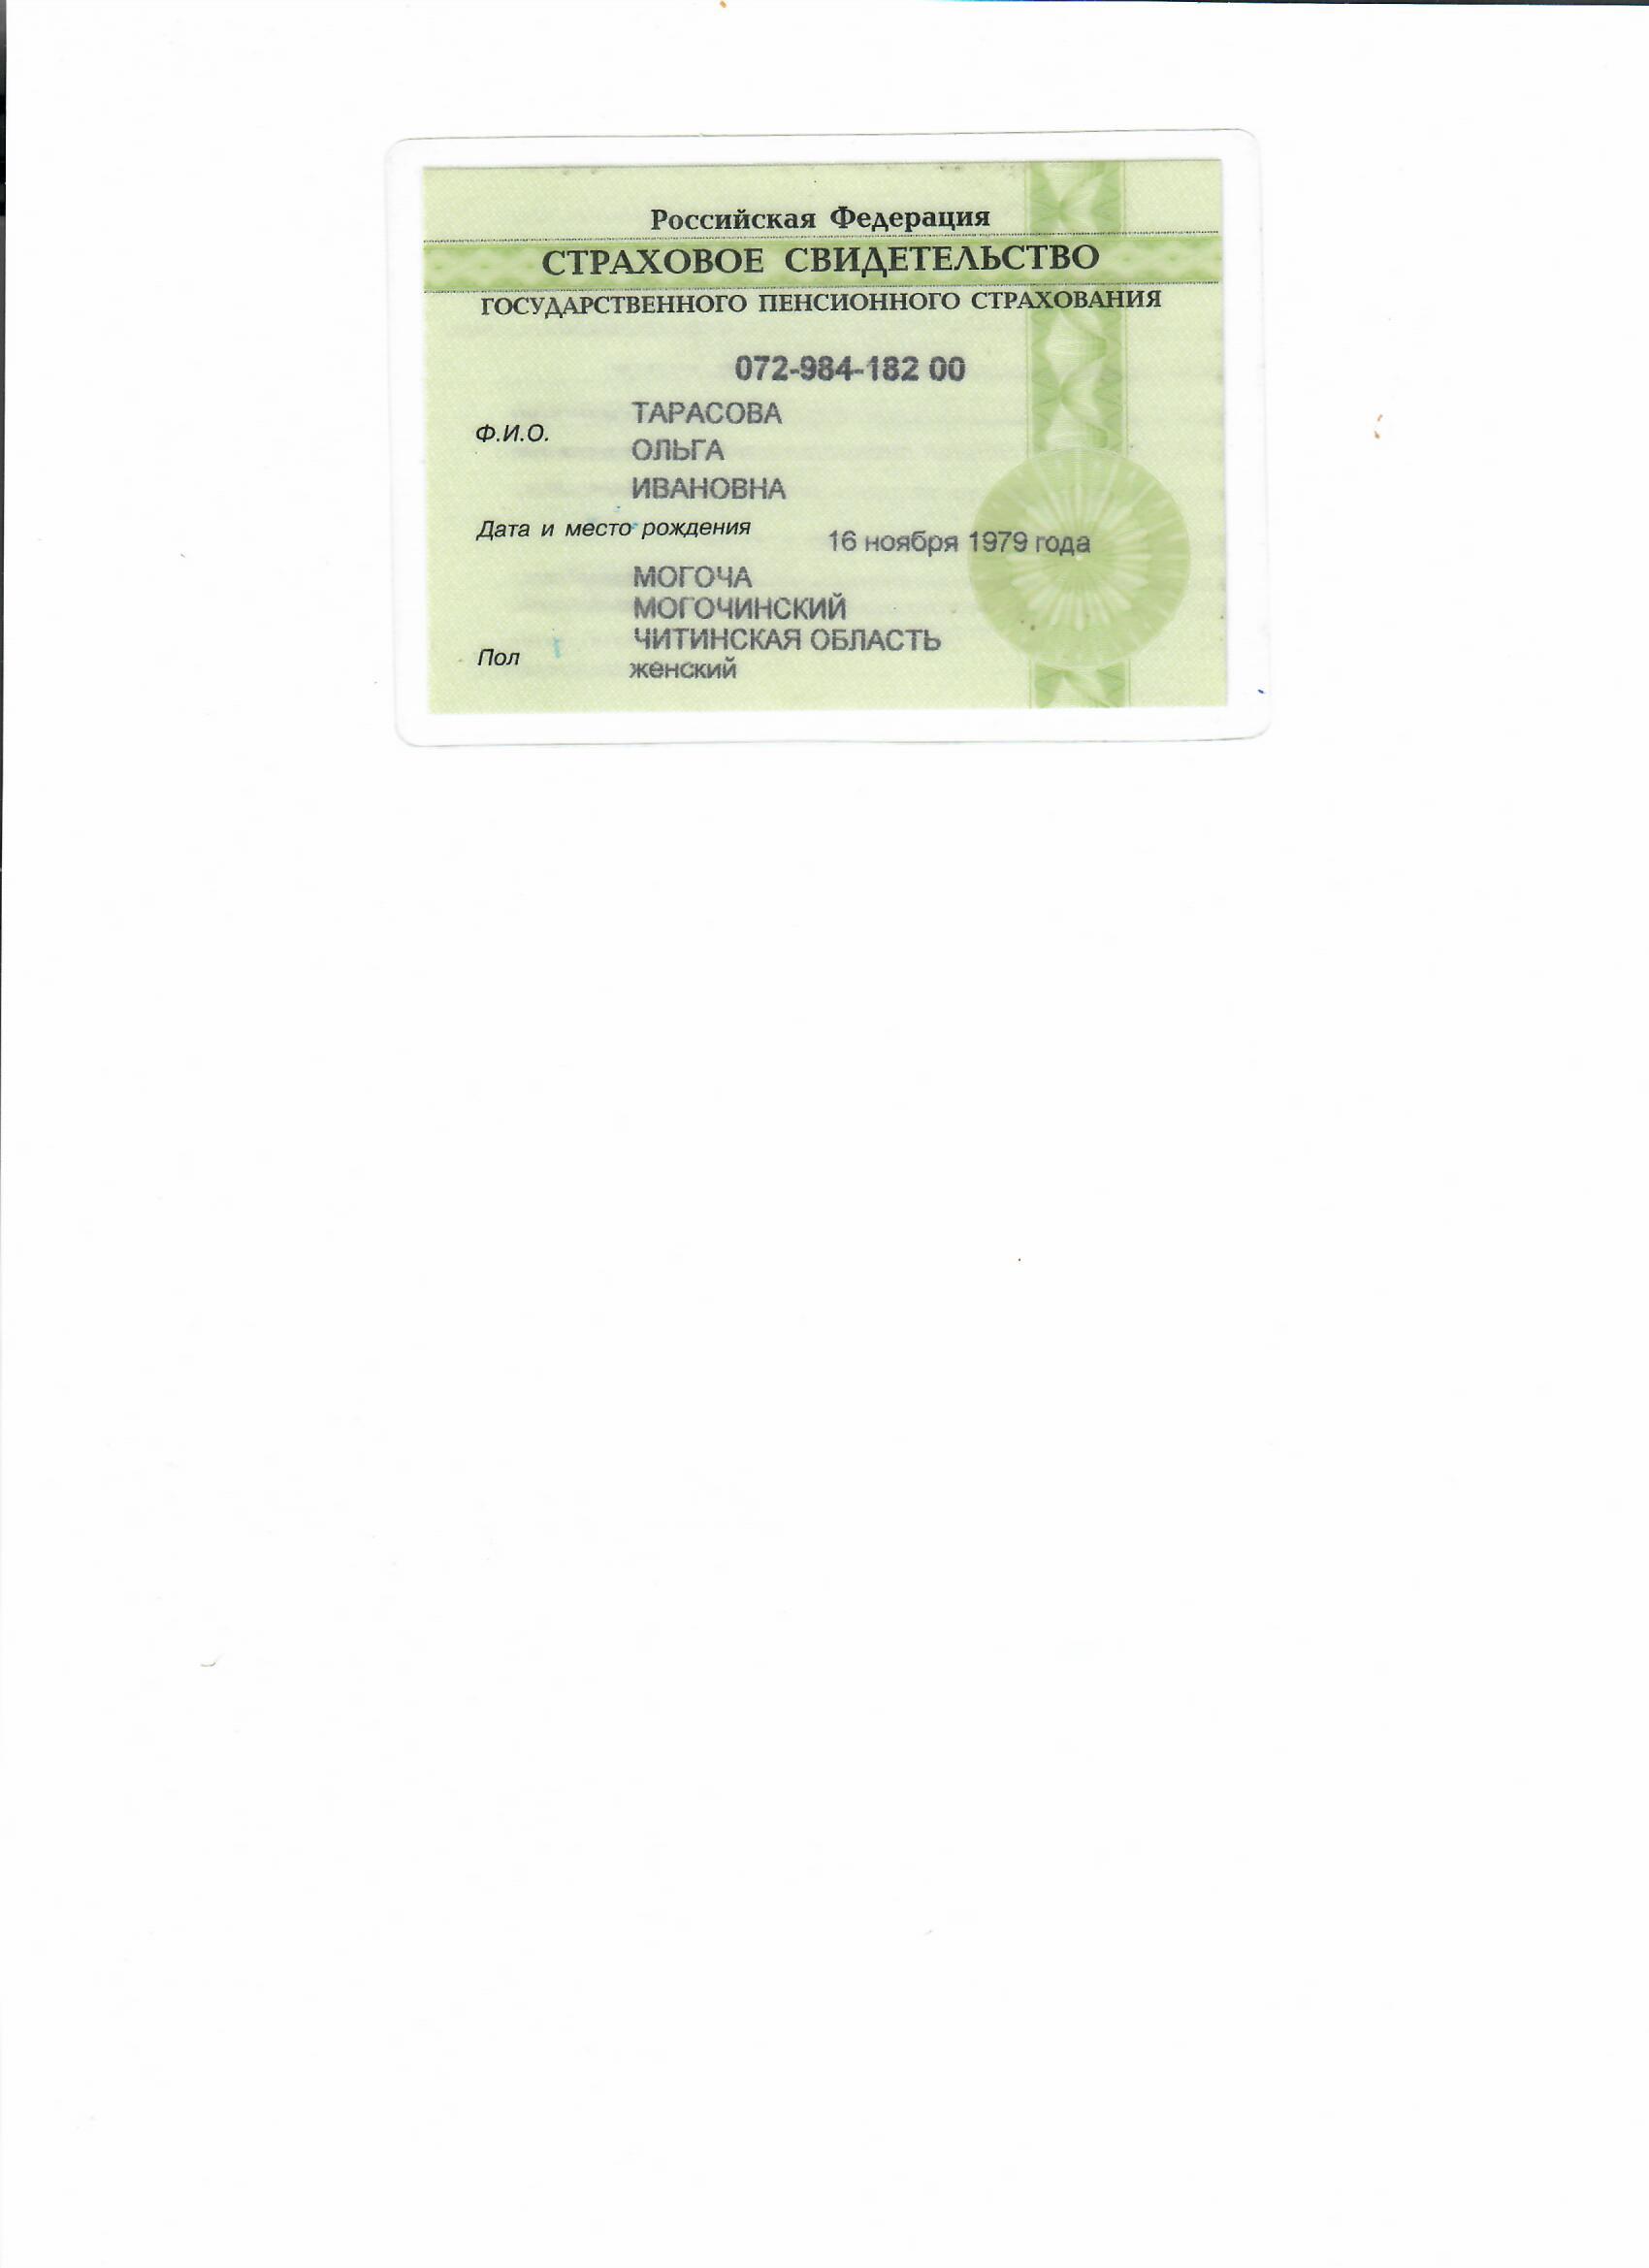 Российская Федерация
СТРАХОВОЕ СВИДЕТЕЛЬСТВО
ГОСУДАРСТВЕННОГО ПЕНСИОННОГО СТРАХОВАНИЯ
072-984-182 00
Ф.И.О.
ТАРАСОВА
ОЛЬГА
ИВАНОВНА
Дата и место рождения
16 ноября 1979 года
МОГОЧА
МОГОЧИНСКИЙ
ЧИТИНСКАЯ ОБЛАСТЬ
Пол
женский